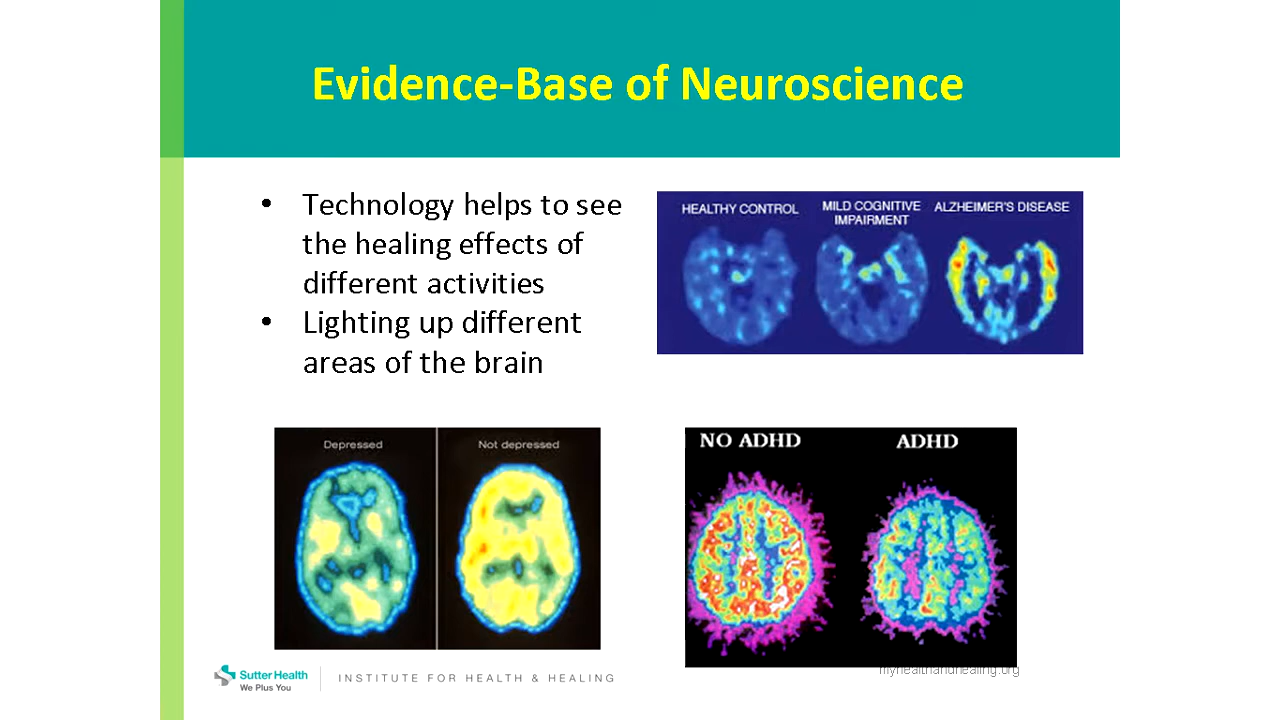 Evidence-Base of Neuroscience
• Technology helps to see
the healing effects of
different activities
• Lighting up different
areas of the brain
HEALTHY CONTROL
MILD COGNITIVE
IMPAIRMENT
ALZHEIMER'S DISEASE
Depressed
Not depressed
NO ADHD
ADHD
Sutter Health
We Plus You
INSTITUTE FOR HEALTH & HEALING
myhealthandhealing.org